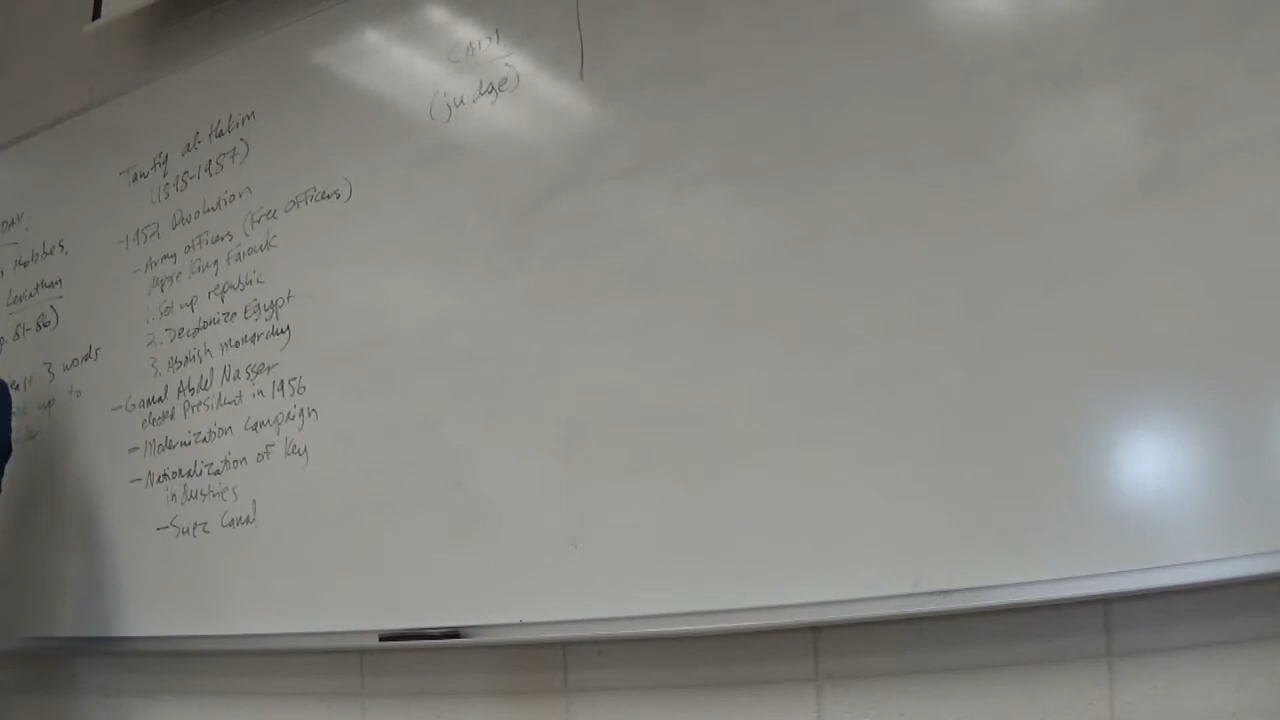 DAY:
Hobbes,
Leviathan
p. 81-86)
3 words
up to
Tawfiq al-Hakim
(1898-1987)
-1952 Revolution
-Army officers (Free Officers)
depose King Farouk
1. Set up republic
2. Decolonize Egypt
3. Abolish monarchy
-Gamal Abdel Nasser
elected President in 1956
-Modernization Campaign
-Nationalization of Key
industries
-Suez Canal
CADI
(judge)